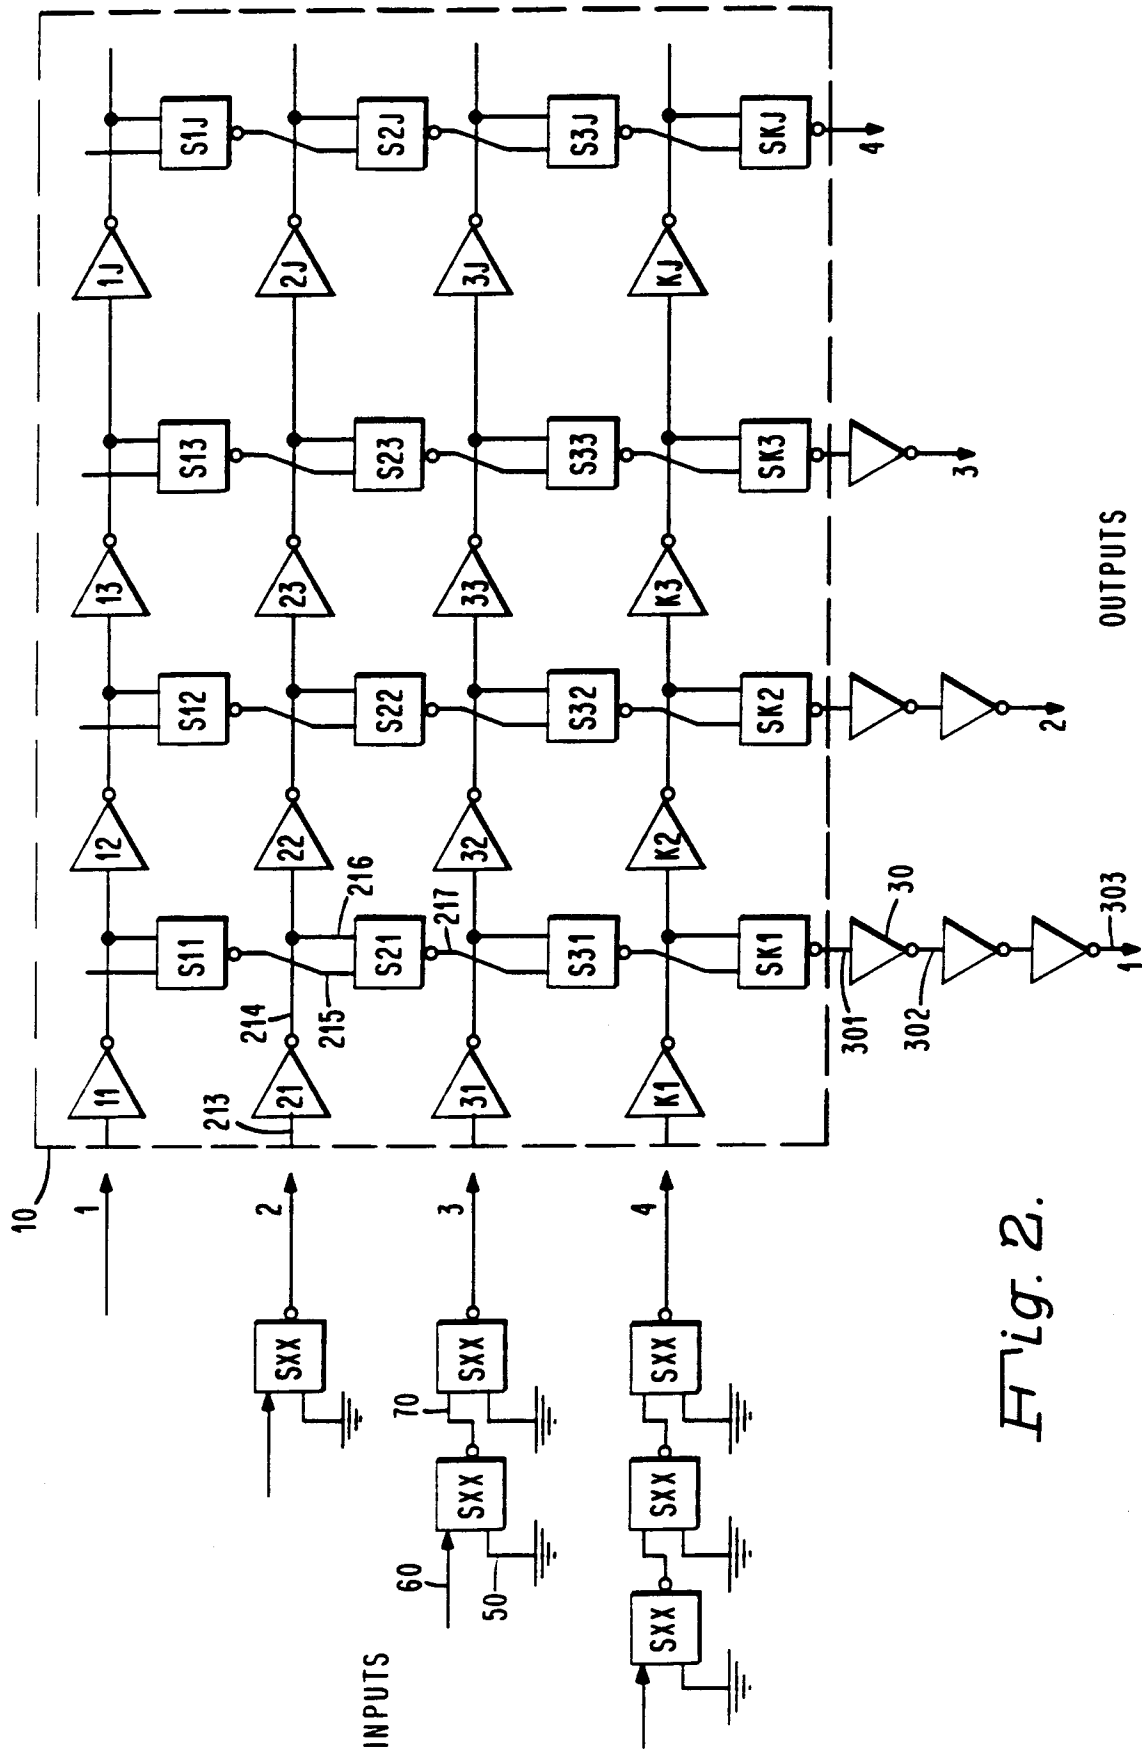 10
1
11
12
13
1J
S11
S12
S13
S1J
2
SXX
213
21
214
22
23
2J
215
216
S21
S22
S23
S2J
217
3
SXX
70
SXX
60
50
31
32
33
3J
S31
S32
S33
S3J
4
SXX
SXX
SXX
K1
K2
K3
KJ
SK1
SK2
SK3
SKJ
301
30
302
303
1
2
3
4
INPUTS
OUTPUTS
Fig. 2.